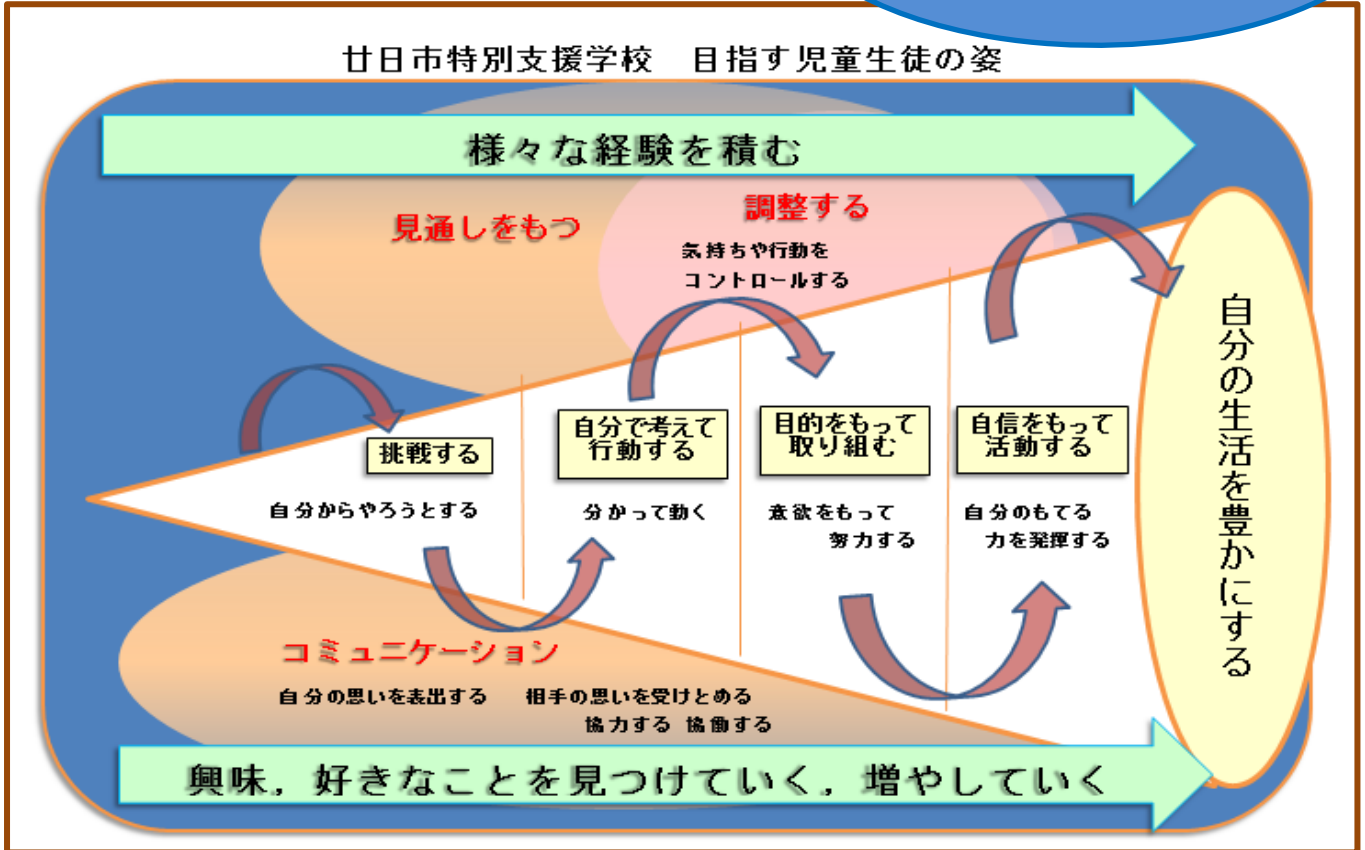 廿日市特別支援学校　目指す児童生徒の姿
様々な経験を積む
見通しをもつ
調整する
気持ちや行動を
コントロールする
挑戦する
自分からやろうとする
自分で考えて
行動する
分かって動く
目的をもって
取り組む
意欲をもって
努力する
自信をもって
活動する
自分のもてる
力を発揮する
自分の生活を豊かにする
コミュニケーション
自分の思いを表出する　相手の思いを受けとめる
協力する 協働する
興味，好きなことを見つけていく，増やしていく